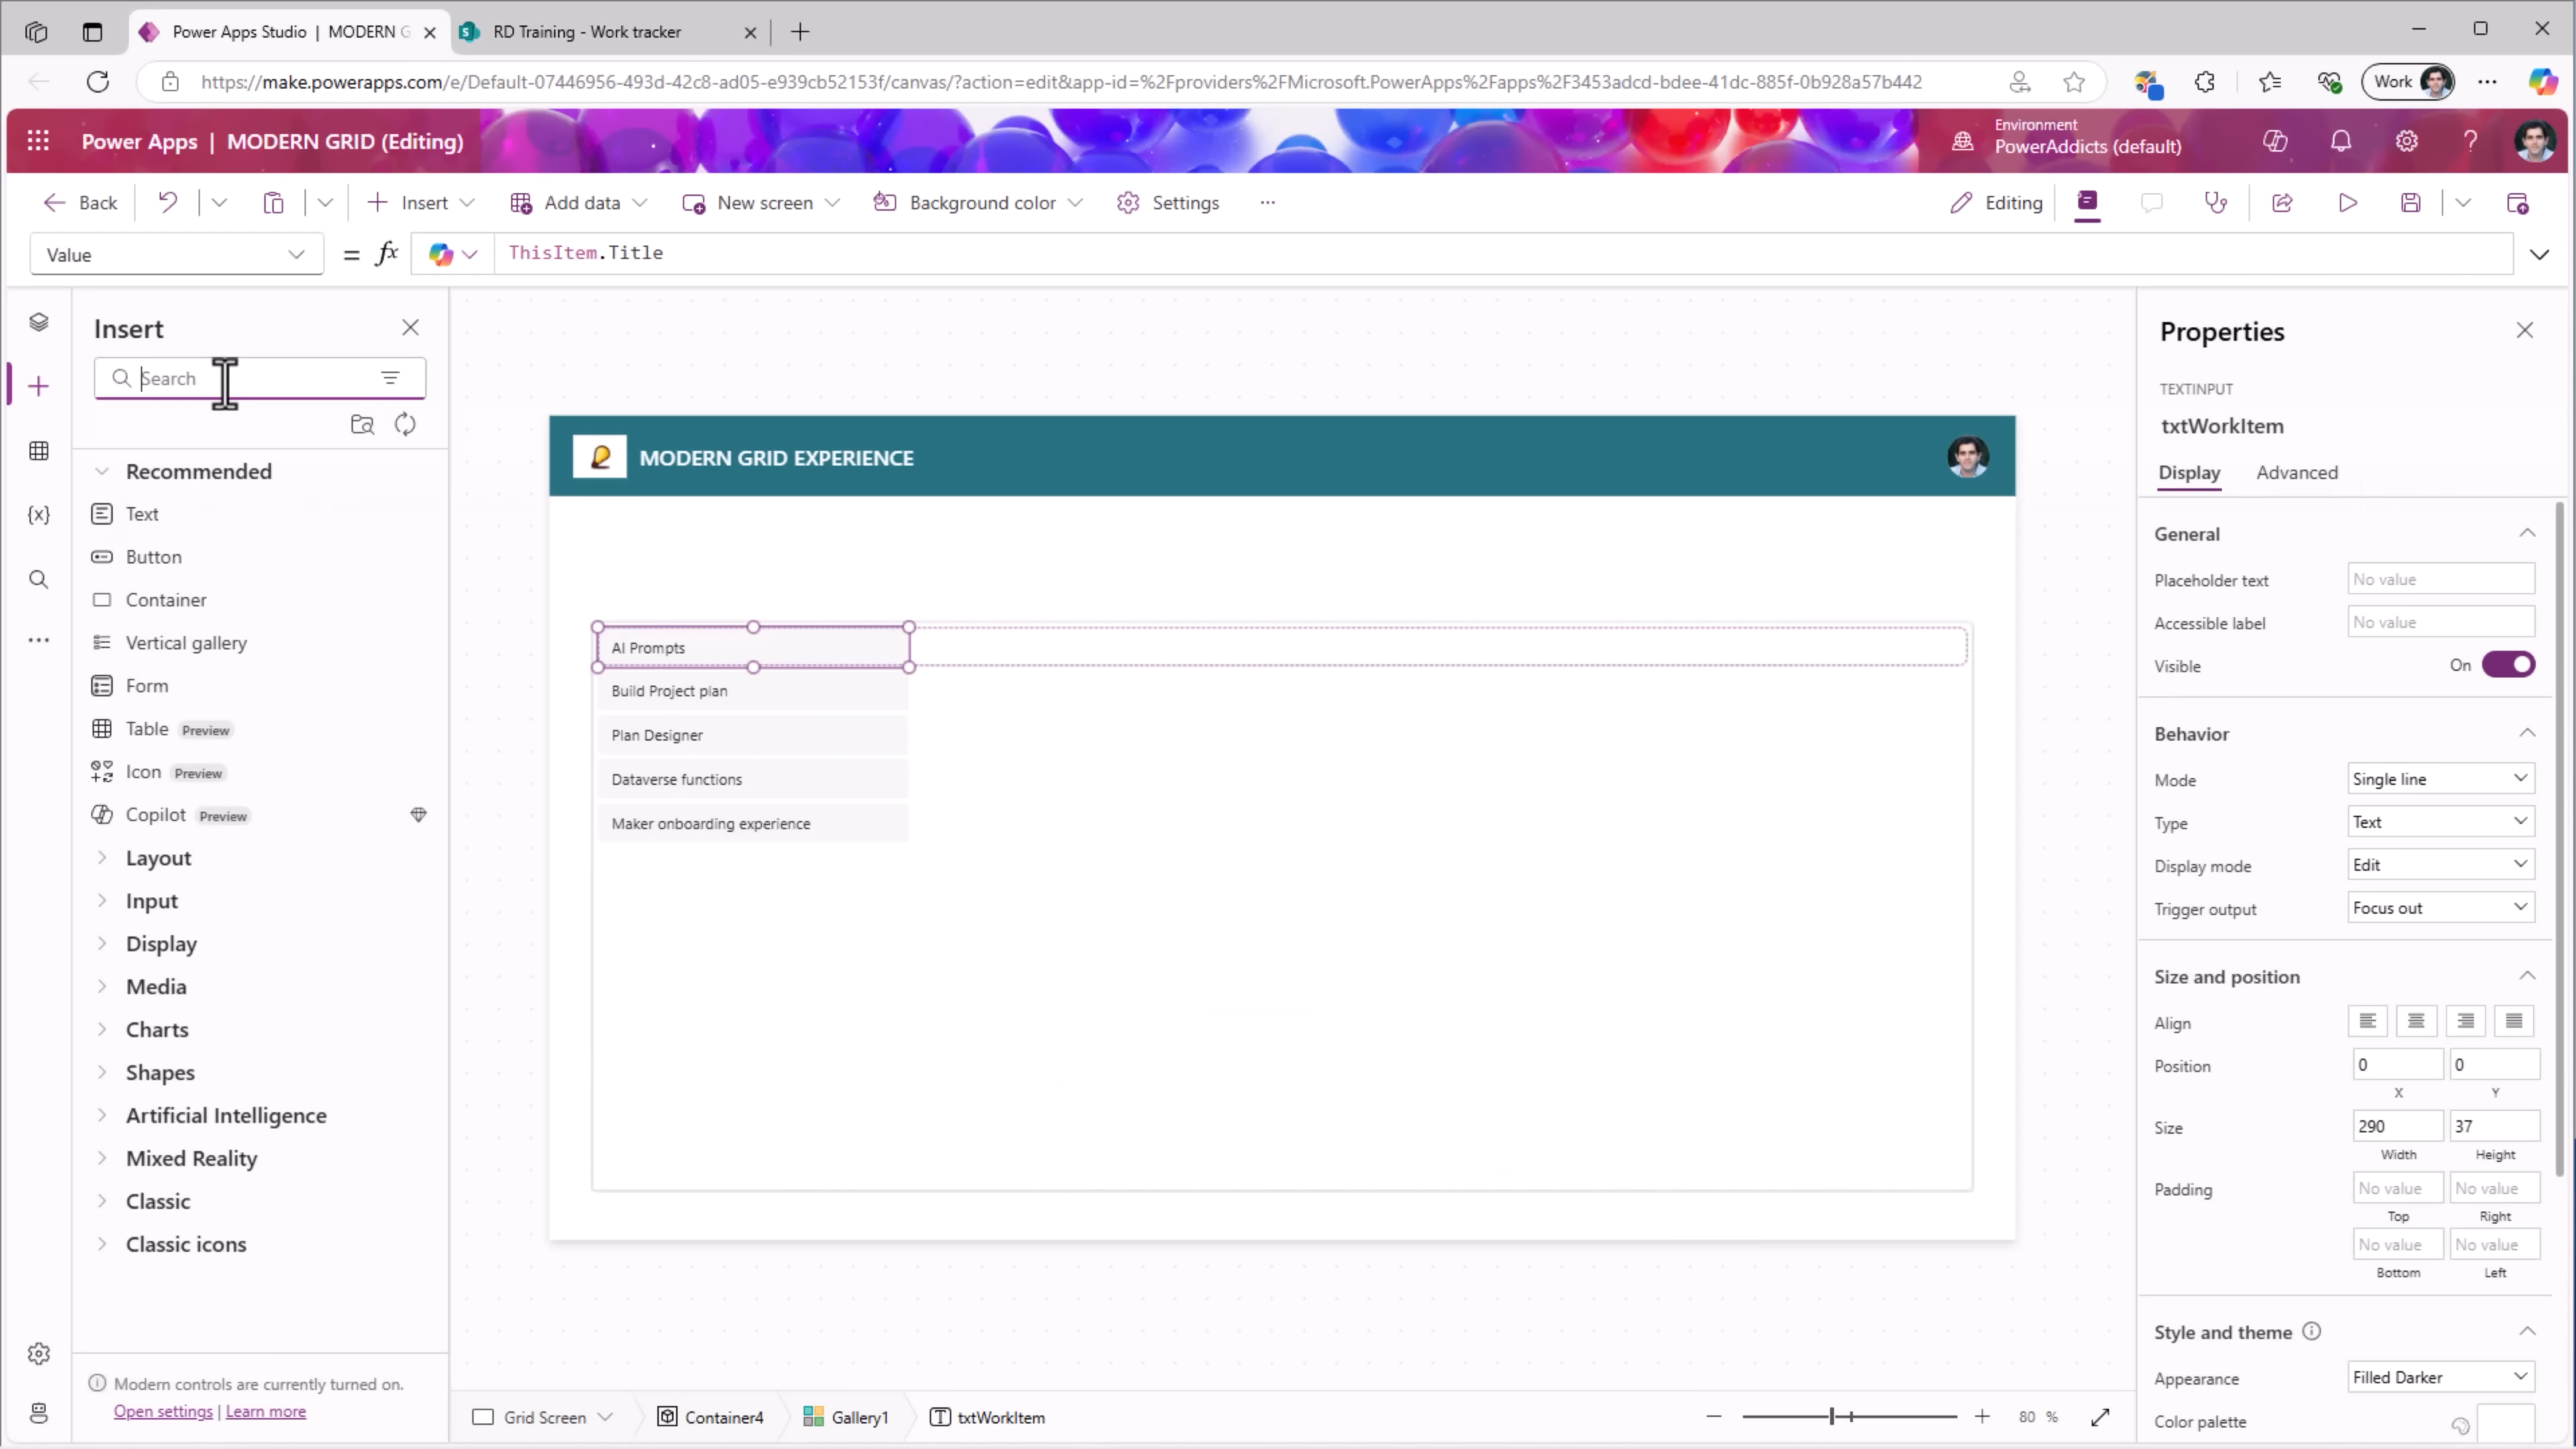 Power Apps Studio | MODERN G
RD Training - Work tracker
https://make.powerapps.com/e/Default-07446956-493d-42c8-ad05-e939cb52153f/canvas/?action=edit&app-id=%2Fproviders%2FMicrosoft.PowerApps%2Fapps%2F3453adcd-bdee-41dc-885f-0b928a57b442
Work
Power Apps | MODERN GRID (Editing)
Environment
PowerAddicts (default)
Back
Insert
Add data
New screen
Background color
Settings
Editing
Value
= fx
ThisItem.Title
Insert
Search
Recommended
Text
Button
Container
Vertical gallery
Form
Table Preview
Icon Preview
Copilot Preview
Layout
Input
Display
Media
Charts
Shapes
Artificial Intelligence
Mixed Reality
Classic
Classic icons
Modern controls are currently turned on.
Open settings | Learn more
MODERN GRID EXPERIENCE
AI Prompts
Build Project plan
Plan Designer
Dataverse functions
Maker onboarding experience
Grid Screen
Container4
Gallery1
txtWorkItem
80 %
Properties
TEXTINPUT
txtWorkItem
Display
Advanced
General
Placeholder text No value
Accessible label No value
Visible On
Behavior
Mode Single line
Type Text
Display mode Edit
Trigger output Focus out
Size and position
Align
Position 0 0
X Y
Size 290 37
Width Height
Padding No value No value
Top Right
No value No value
Bottom Left
Style and theme
Appearance Filled Darker
Color palette